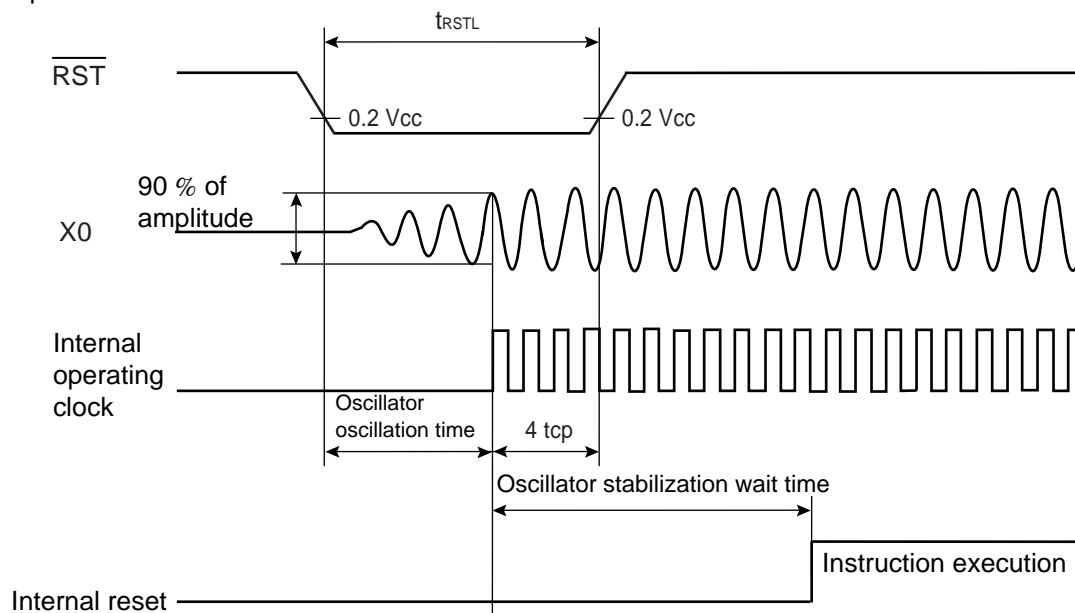 tRSTL
RST
0.2 Vcc
0.2 Vcc
90 % of
amplitude
X0
Internal
operating
clock
Oscillator
oscillation time
4 tcp
Oscillator stabilization wait time
Instruction execution
Internal reset